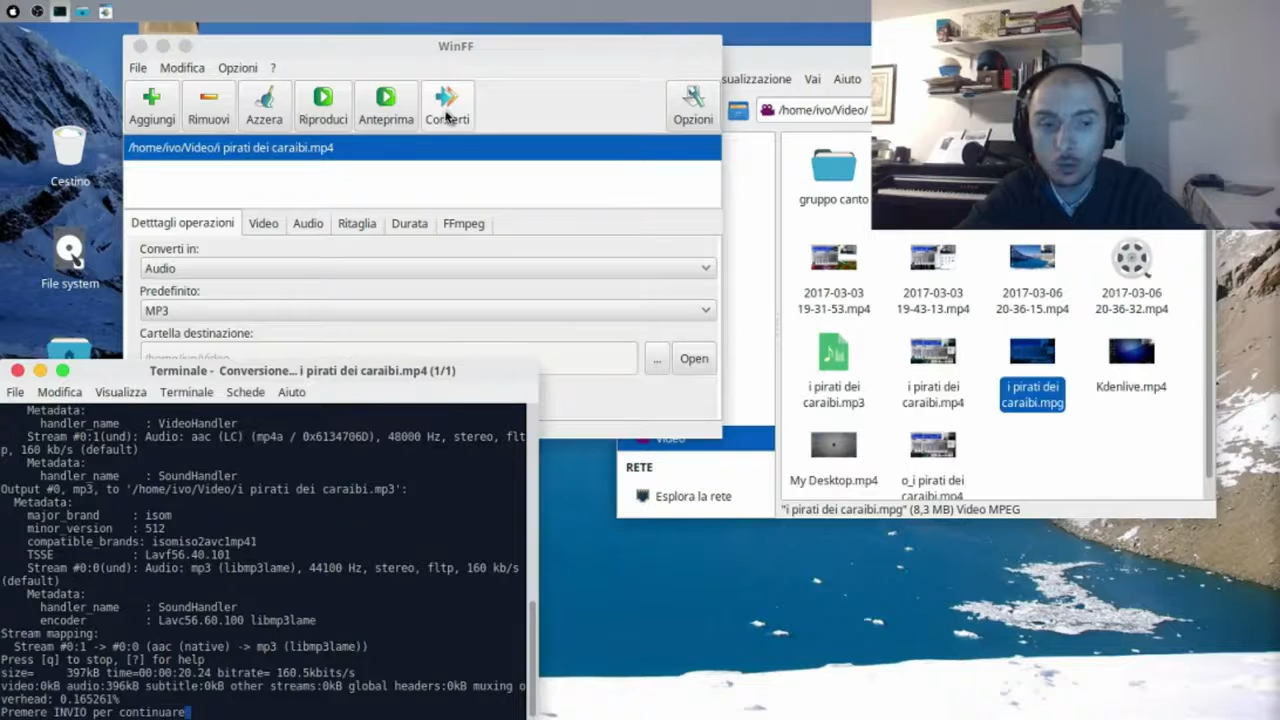 WinFF
File Modifica Opzioni ?
Aggiungi Rimuovi Azzera Riproduci Anteprima Converti Opzioni
/home/ivo/Video/i pirati dei caraibi.mp4
Detttagli operazioni Video Audio Ritaglia Durata FFmpeg
Converti in:
Audio
Predefinito:
MP3
Cartella destinazione:
/home/ivo/Video
... Open
Cestino
File system
sualizzazione Vai Aiuto
/home/ivo/Video/
gruppo canto
2017-03-03
19-31-53.mp4
2017-03-03
19-43-13.mp4
2017-03-06
20-36-15.mp4
2017-03-06
20-36-32.mp4
i pirati dei
caraibi.mp3
i pirati dei
caraibi.mp4
i pirati dei
caraibi.mpg
Kdenlive.mp4
My Desktop.mp4
o_i pirati dei
caraibi.mp4
Video
RETE
Esplora la rete
"i pirati dei caraibi.mpg" (8,3 MB) Video MPEG
Terminale - Conversione... i pirati dei caraibi.mp4 (1/1)
File Modifica Visualizza Terminale Schede Aiuto
Metadata:
handler_name : VideoHandler
Stream #0:1(und): Audio: aac (LC) (mp4a / 0x6134706D), 48000 Hz, stereo, flt
p, 160 kb/s (default)
Metadata:
handler_name : SoundHandler
Output #0, mp3, to '/home/ivo/Video/i pirati dei caraibi.mp3':
Metadata:
major_brand : isom
minor_version : 512
compatible_brands: isomiso2avc1mp41
TSSE : Lavf56.40.101
Stream #0:0(und): Audio: mp3 (libmp3lame), 44100 Hz, stereo, fltp, 160 kb/s
(default)
Metadata:
handler_name : SoundHandler
encoder : Lavc56.60.100 libmp3lame
Stream mapping:
Stream #0:1 -> #0:0 (aac (native) -> mp3 (libmp3lame))
Press [q] to stop, [?] for help
size= 397kB time=00:00:20.24 bitrate= 160.5kbits/s
video:0kB audio:396kB subtitle:0kB other streams:0kB global headers:0kB muxing o
verhead: 0.165261%
Premere INVIO per continuare